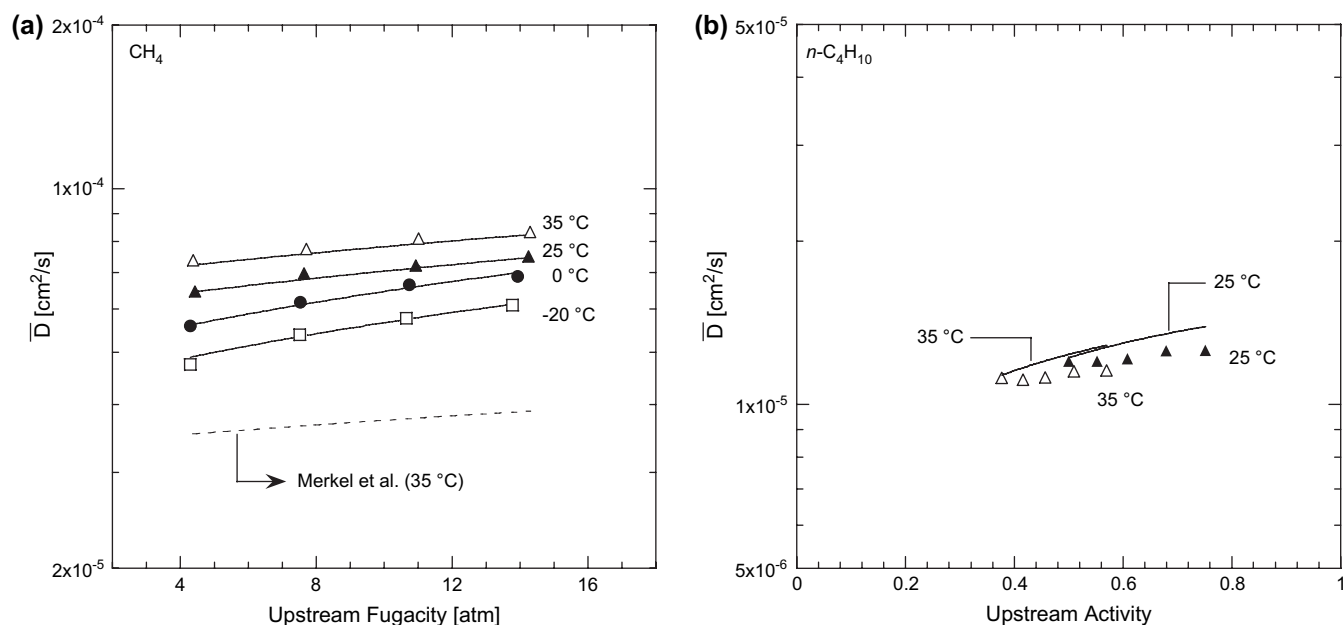 (a)
CH₄
2x10⁻⁴
1x10⁻⁴
2x10⁻⁵
D̅ [cm²/s]
35 °C
25 °C
0 °C
-20 °C
Merkel et al. (35 °C)
4 8 12 16
Upstream Fugacity [atm]
(b)
n-C₄H₁₀
5x10⁻⁵
1x10⁻⁵
5x10⁻⁶
D̅ [cm²/s]
25 °C
35 °C
25 °C
35 °C
0 0.2 0.4 0.6 0.8 1
Upstream Activity